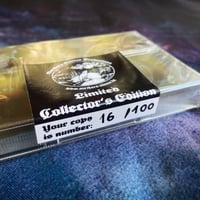 Limited
Collector's Edition
Your copy
is number: 16 /100